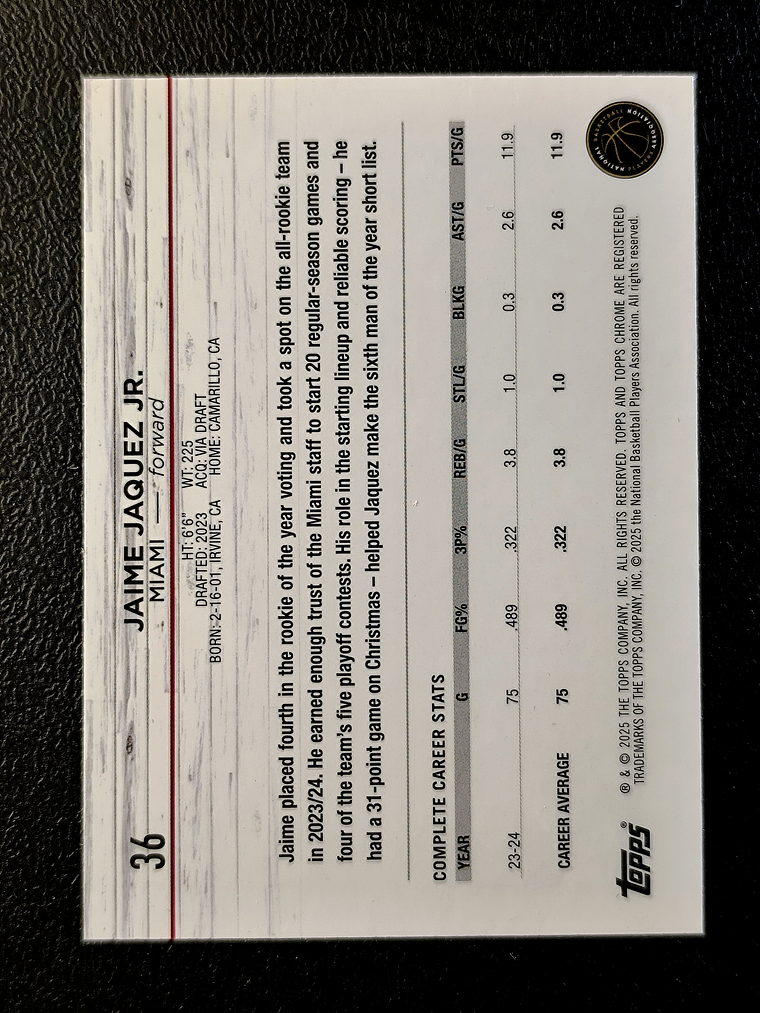 36
JAIME JAQUEZ JR.
MIAMI — forward
HT: 6'6" WT: 225
DRAFTED: 2023 ACQ: VIA DRAFT
BORN: 2-16-01, IRVINE, CA HOME: CAMARILLO, CA
Jaime placed fourth in the rookie of the year voting and took a spot on the all-rookie team
in 2023/24. He earned enough trust of the Miami staff to start 20 regular-season games and
four of the team's five playoff contests. His role in the starting lineup and reliable scoring – he
had a 31-point game on Christmas – helped Jaquez make the sixth man of the year short list.
COMPLETE CAREER STATS
YEAR G FG% 3P% REB/G STL/G BLKG AST/G PTS/G
23-24 75 .489 .322 3.8 1.0 0.3 2.6 11.9
CAREER AVERAGE 75 .489 .322 3.8 1.0 0.3 2.6 11.9
topps®
® & © 2025 THE TOPPS COMPANY, INC. ALL RIGHTS RESERVED. TOPPS AND TOPPS CHROME ARE REGISTERED
TRADEMARKS OF THE TOPPS COMPANY, INC. © 2025 the National Basketball Players Association. All rights reserved.
NATIONAL BASKETBALL PLAYERS ASSOCIATION